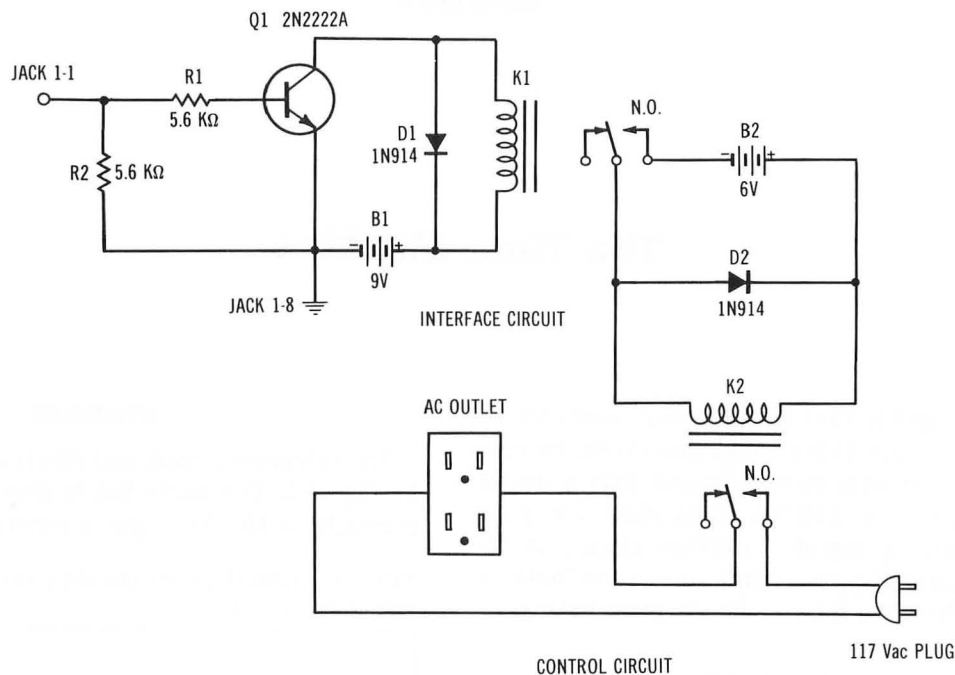 Q1 2N2222A
JACK 1-1
R1
5.6 KΩ
R2 5.6 KΩ
D1
1N914
K1
B1
- +
9V
JACK 1-8
INTERFACE CIRCUIT
N.O.
B2
- +
6V
D2
1N914
K2
AC OUTLET
N.O.
117 Vac PLUG
CONTROL CIRCUIT